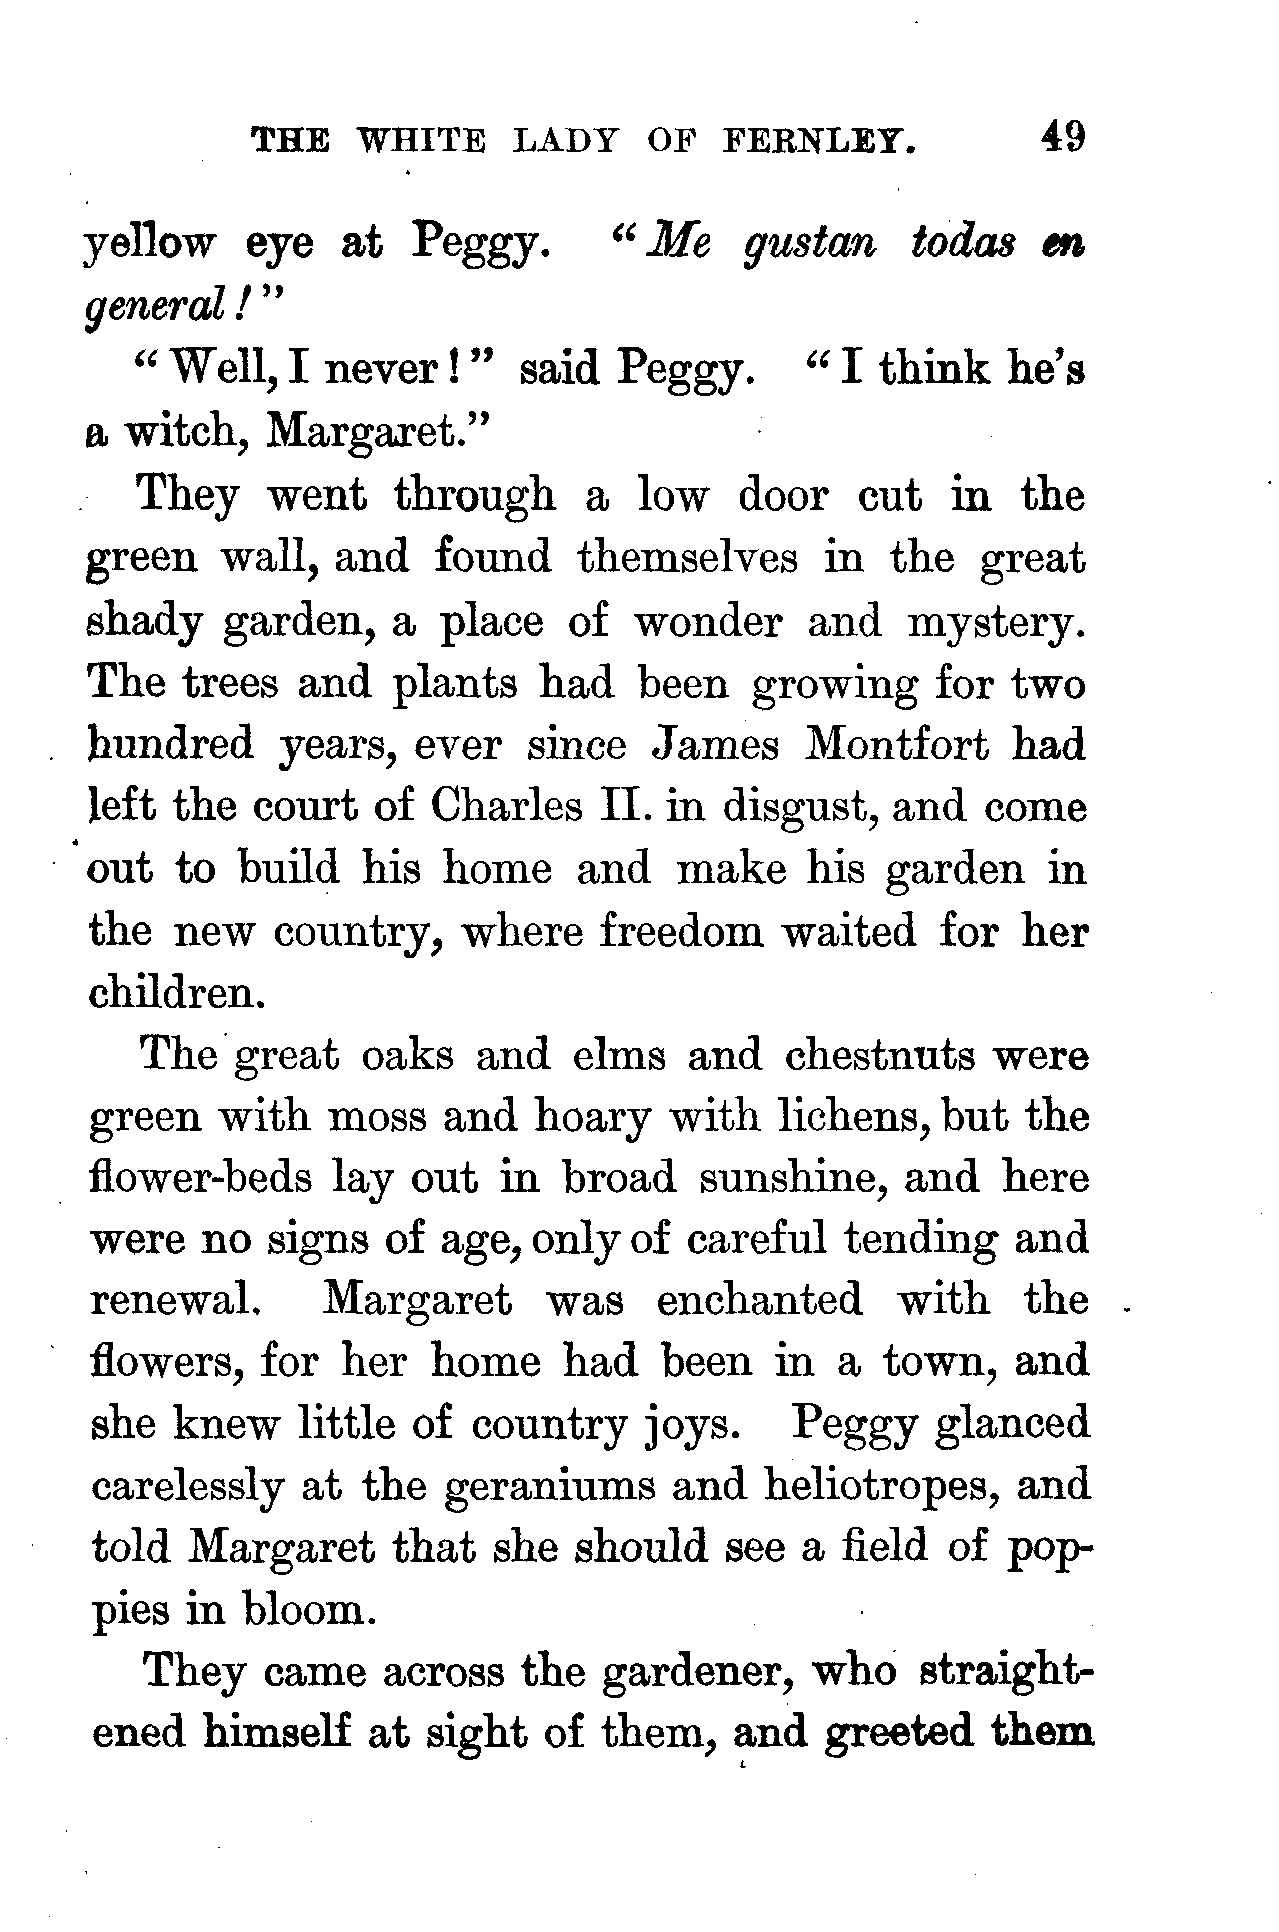 THE WHITE LADY OF FERNLEY. 49
yellow eye at Peggy. "Me gustan todas en
general!"
"Well, I never!" said Peggy. "I think he's
a witch, Margaret."
They went through a low door cut in the
green wall, and found themselves in the great
shady garden, a place of wonder and mystery.
The trees and plants had been growing for two
hundred years, ever since James Montfort had
left the court of Charles II. in disgust, and come
out to build his home and make his garden in
the new country, where freedom waited for her
children.
The great oaks and elms and chestnuts were
green with moss and hoary with lichens, but the
flower-beds lay out in broad sunshine, and here
were no signs of age, only of careful tending and
renewal. Margaret was enchanted with the
flowers, for her home had been in a town, and
she knew little of country joys. Peggy glanced
carelessly at the geraniums and heliotropes, and
told Margaret that she should see a field of pop-
pies in bloom.
They came across the gardener, who straight-
ened himself at sight of them, and greeted them